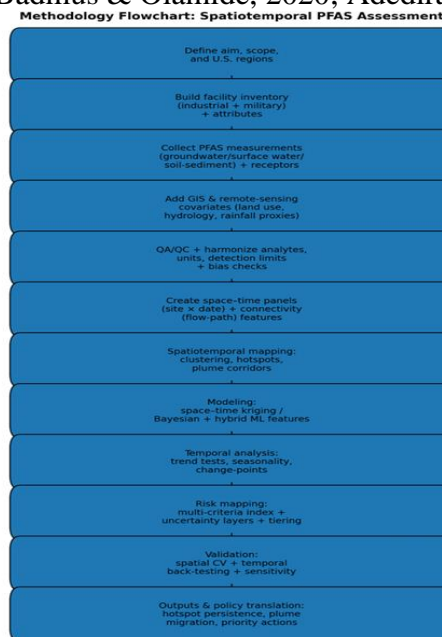 & Olamide, 2020;
Methodology Flowchart: Spatiotemporal PFAS Assessment
Define aim, scope,
and U.S. regions
Build facility inventory
(industrial + military)
+ attributes
Collect PFAS measurements
(groundwater/surface water/
soil-sediment) + receptors
Add GIS & remote-sensing
covariates (land use,
hydrology, rainfall proxies)
QA/QC + harmonize analytes,
units, detection limits
+ bias checks
Create space–time panels
(site × date) + connectivity
(flow-path) features
Spatiotemporal mapping:
clustering, hotspots,
plume corridors
Modeling:
space–time kriging /
Bayesian + hybrid ML features
Temporal analysis:
trend tests, seasonality,
change-points
Risk mapping:
multi-criteria index +
uncertainty layers + tiering
Validation:
spatial CV + temporal
back-testing + sensitivity
Outputs & policy translation:
hotspot persistence, plume
migration, priority actions